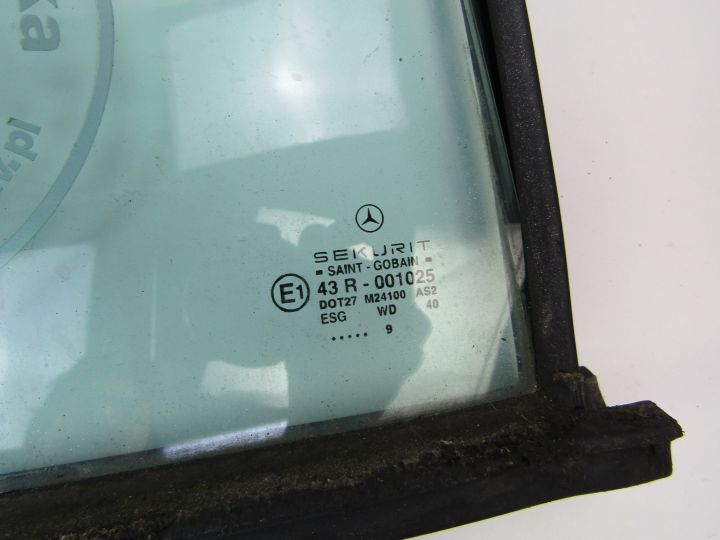 SEKURIT
SAINT - GOBAIN
E1
43 R - 001025
DOT27 M24100 AS2
ESG WD 40
..... 9